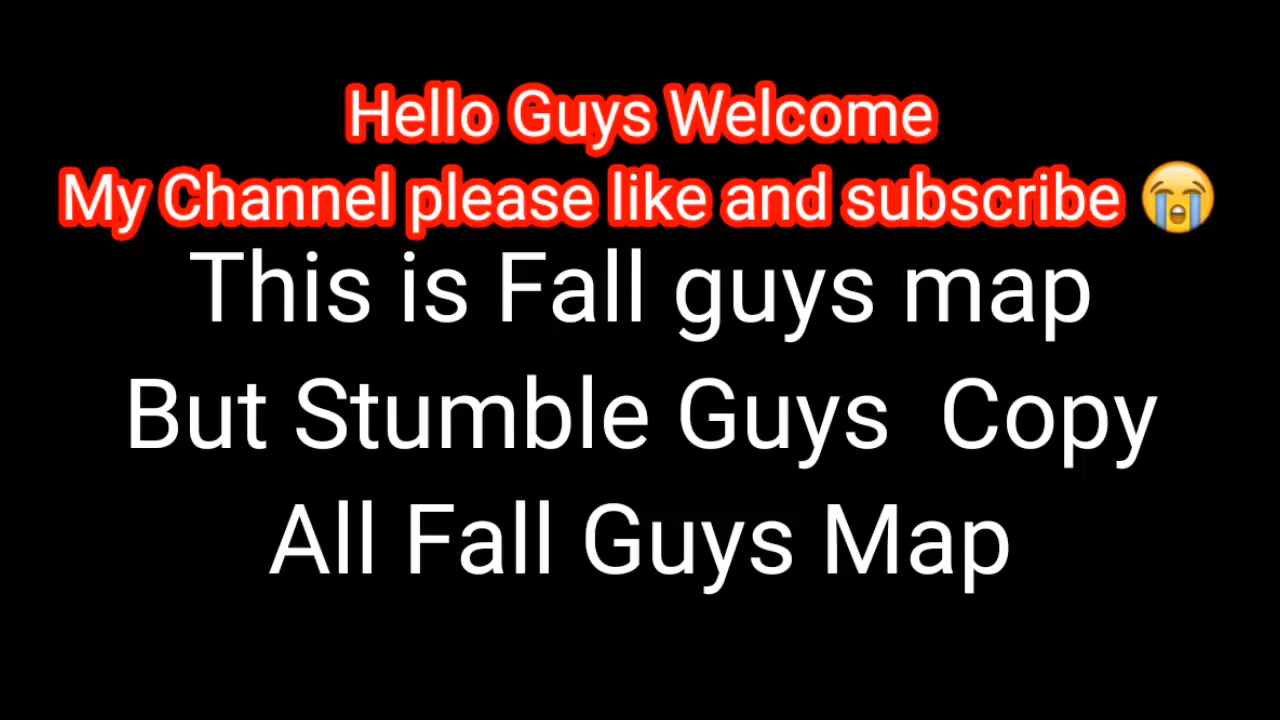 Hello Guys Welcome
My Channel please like and subscribe 😭
This is Fall guys map
But Stumble Guys  Copy
All Fall Guys Map